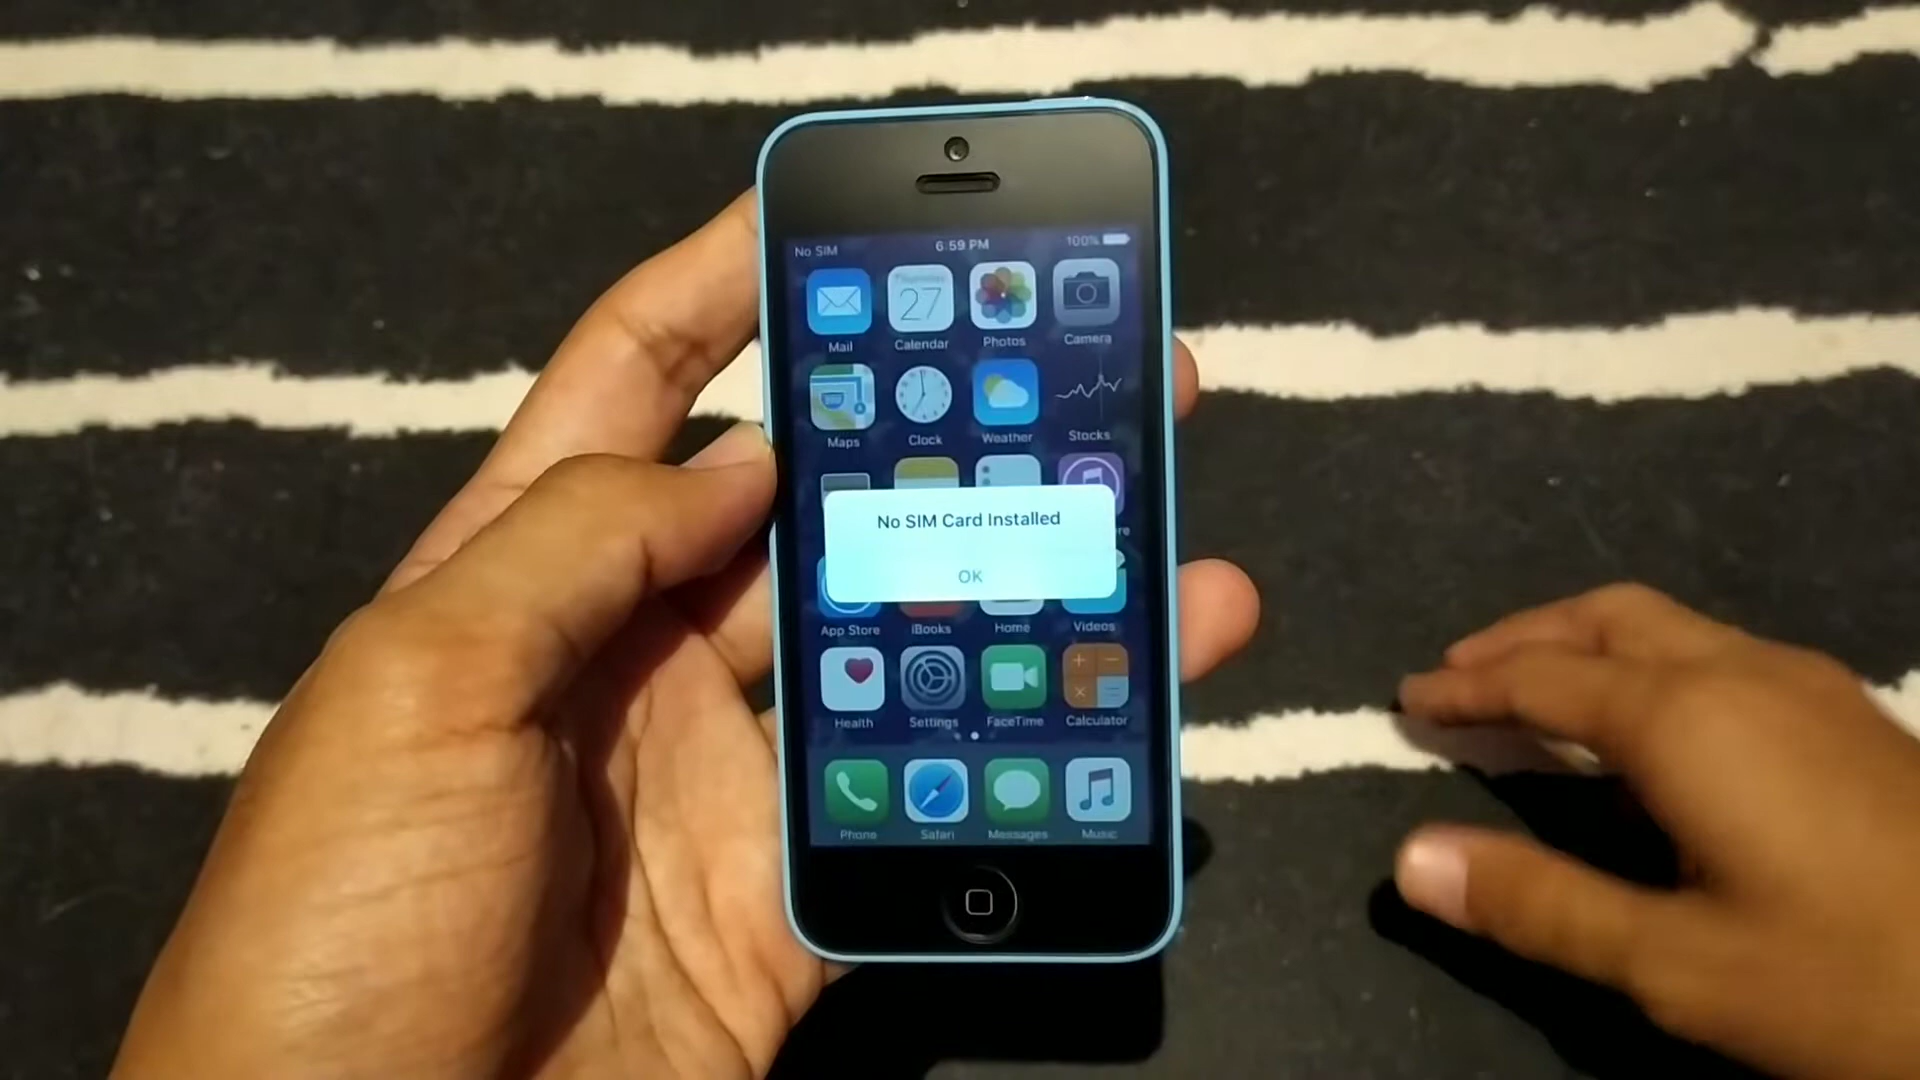 No SIM 6:59 PM 100%
27
Mail Calendar Photos Camera
Maps Clock Weather Stocks
No SIM Card Installed
OK
App Store iBooks Home Videos
Health Settings FaceTime Calculator
Phone Safari Messages Music